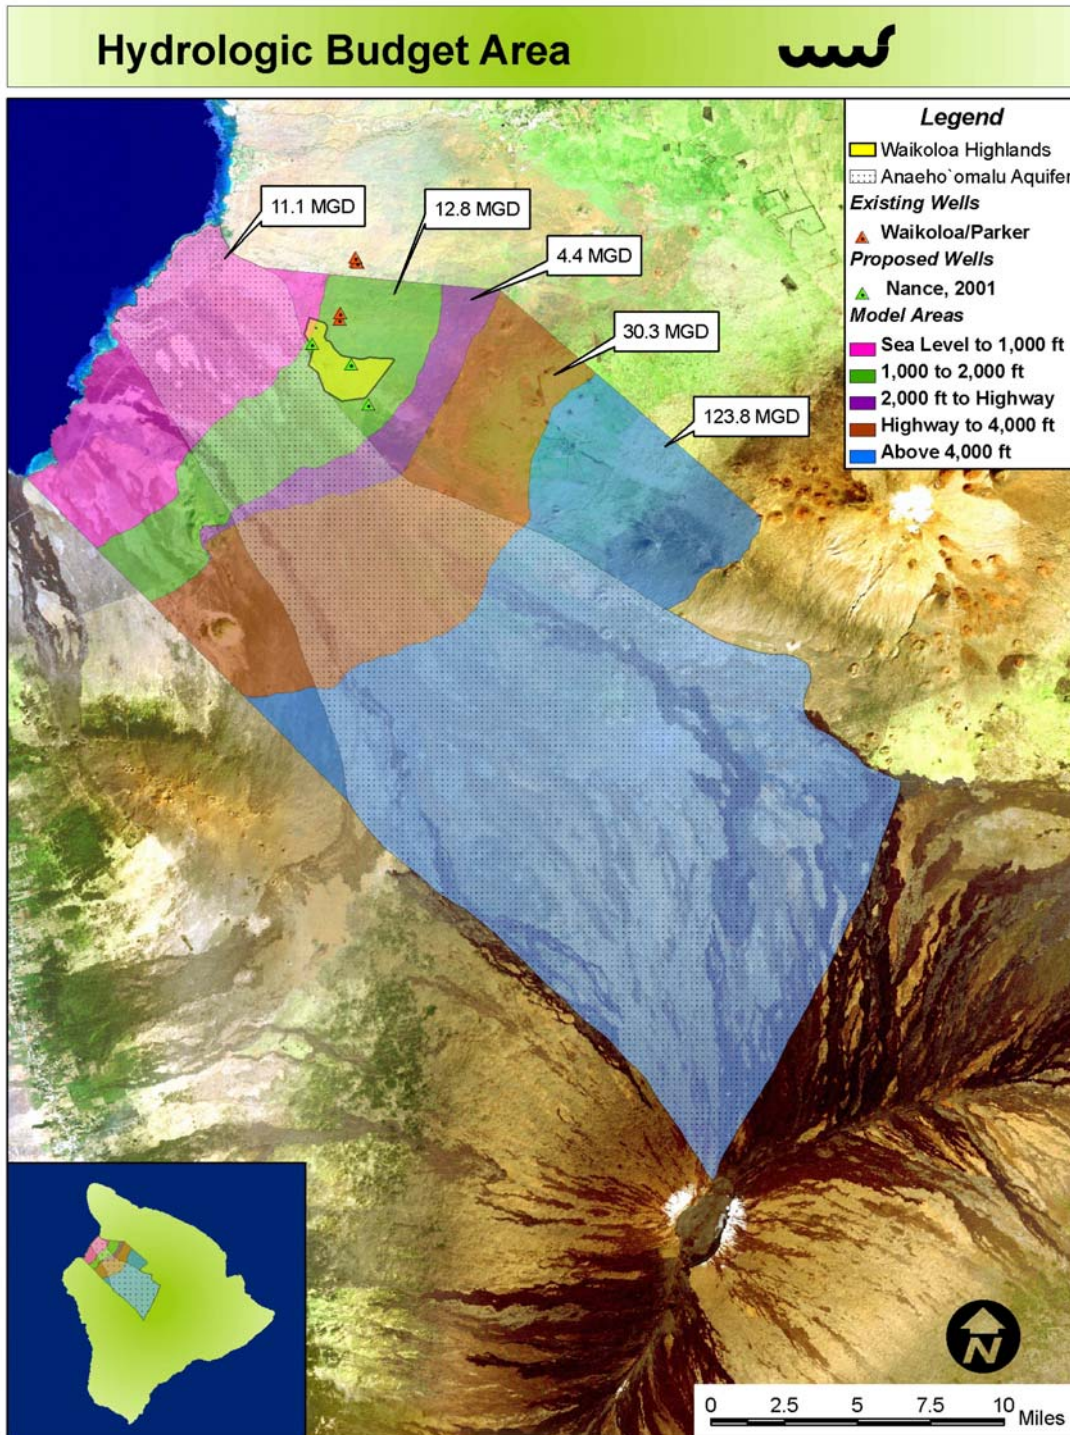 Hydrologic Budget Area
Legend
Waikoloa Highlands
Anaeho`omalu Aquifer
Existing Wells
Waikoloa/Parker
Proposed Wells
Nance, 2001
Model Areas
Sea Level to 1,000 ft
1,000 to 2,000 ft
2,000 ft to Highway
Highway to 4,000 ft
Above 4,000 ft
11.1 MGD
12.8 MGD
4.4 MGD
30.3 MGD
123.8 MGD
N
0 2.5 5 7.5 10
Miles